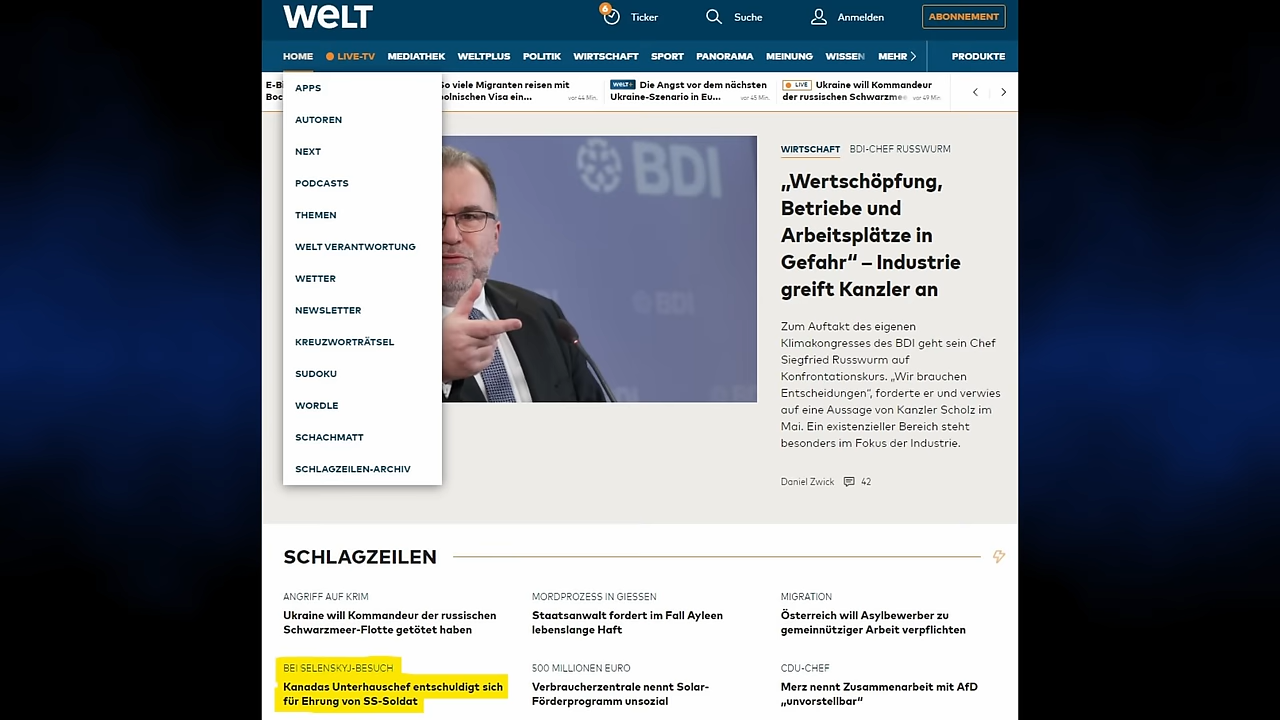 WELT
6
Ticker
Suche
Anmelden
ABONNEMENT
HOME
LIVE-TV
MEDIATHEK
WELTPLUS
POLITIK
WIRTSCHAFT
SPORT
PANORAMA
MEINUNG
WISSEN
MEHR
PRODUKTE
So viele Migranten reisen mit
polnischen Visa ein...
vor 44 Min.
WELT+ Die Angst vor dem nächsten
Ukraine-Szenario in Eu...
vor 45 Min.
LIVE Ukraine will Kommandeur
der russischen Schwarzme
vor 49 Min.
APPS
AUTOREN
NEXT
PODCASTS
THEMEN
WELT VERANTWORTUNG
WETTER
NEWSLETTER
KREUZWORTRÄTSEL
SUDOKU
WORDLE
SCHACHMATT
SCHLAGZEILEN-ARCHIV
BDI
BDI
WIRTSCHAFT BDI-CHEF RUSSWURM
„Wertschöpfung,
Betriebe und
Arbeitsplätze in
Gefahr“ – Industrie
greift Kanzler an
Zum Auftakt des eigenen
Klimakongresses des BDI geht sein Chef
Siegfried Russwurm auf
Konfrontationskurs. „Wir brauchen
Entscheidungen“, forderte er und verwies
auf eine Aussage von Kanzler Scholz im
Mai. Ein existenzieller Bereich steht
besonders im Fokus der Industrie.
Daniel Zwick 42
SCHLAGZEILEN
ANGRIFF AUF KRIM
Ukraine will Kommandeur der russischen
Schwarzmeer-Flotte getötet haben
MORDPROZESS IN GIESSEN
Staatsanwalt fordert im Fall Ayleen
lebenslange Haft
MIGRATION
Österreich will Asylbewerber zu
gemeinnütziger Arbeit verpflichten
BEI SELENSKYJ-BESUCH
Kanadas Unterhauschef entschuldigt sich
für Ehrung von SS-Soldat
500 MILLIONEN EURO
Verbraucherzentrale nennt Solar-
Förderprogramm unsozial
CDU-CHEF
Merz nennt Zusammenarbeit mit AfD
„unvorstellbar“